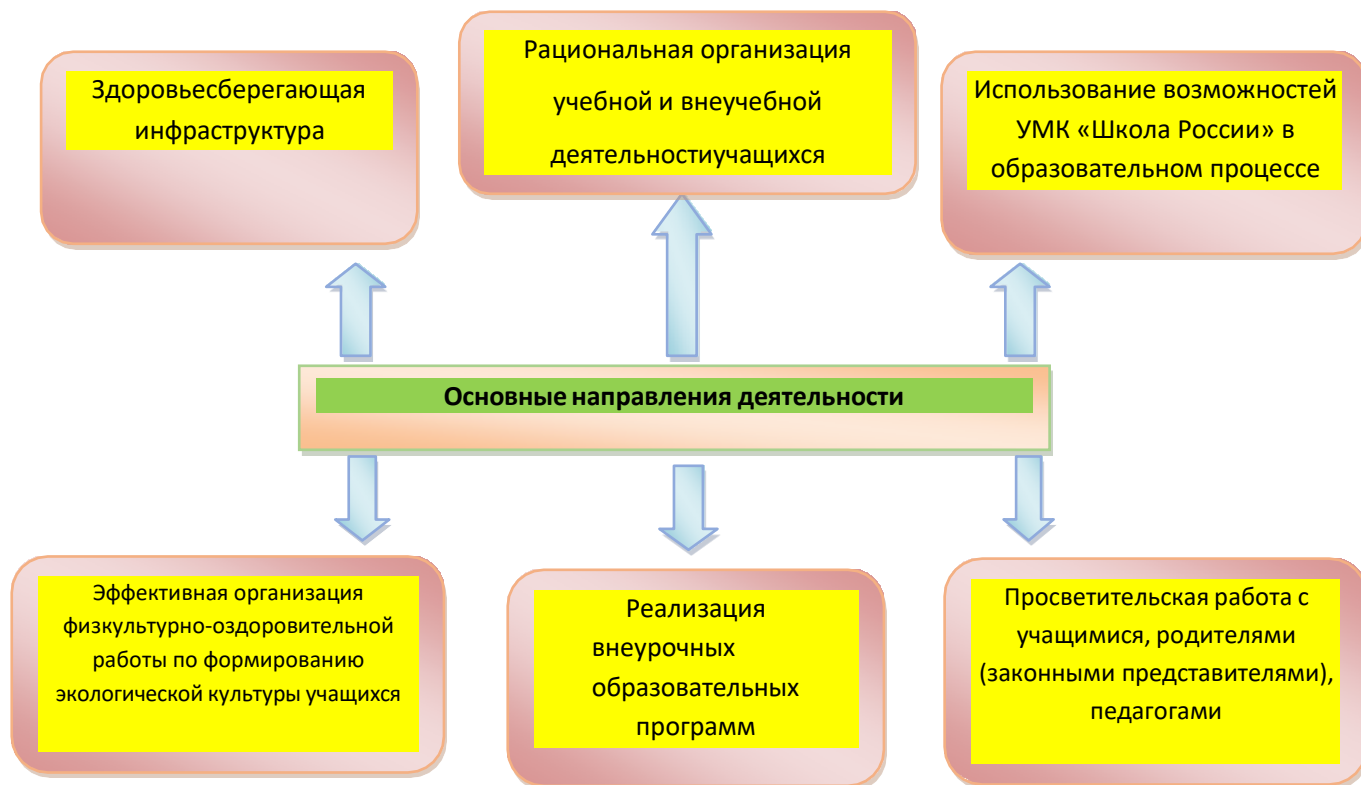 Здоровьесберегающая
инфраструктура
Рациональная организация
учебной и внеучебной
деятельностиучащихся
Использование возможностей
УМК «Школа России» в
образовательном процессе
Основные направления деятельности
Эффективная организация
физкультурно-оздоровительной
работы по формированию
экологической культуры учащихся
Реализация
внеурочных
образовательных
программ
Просветительская работа с
учащимися, родителями
(законными представителями),
педагогами